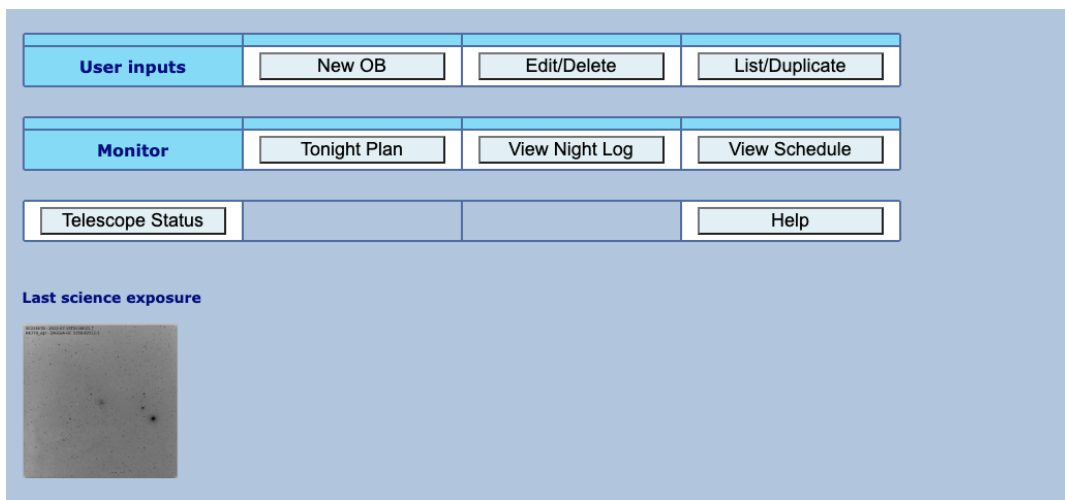 User inputs New OB Edit/Delete List/Duplicate
Monitor Tonight Plan View Night Log View Schedule
Telescope Status Help
Last science exposure